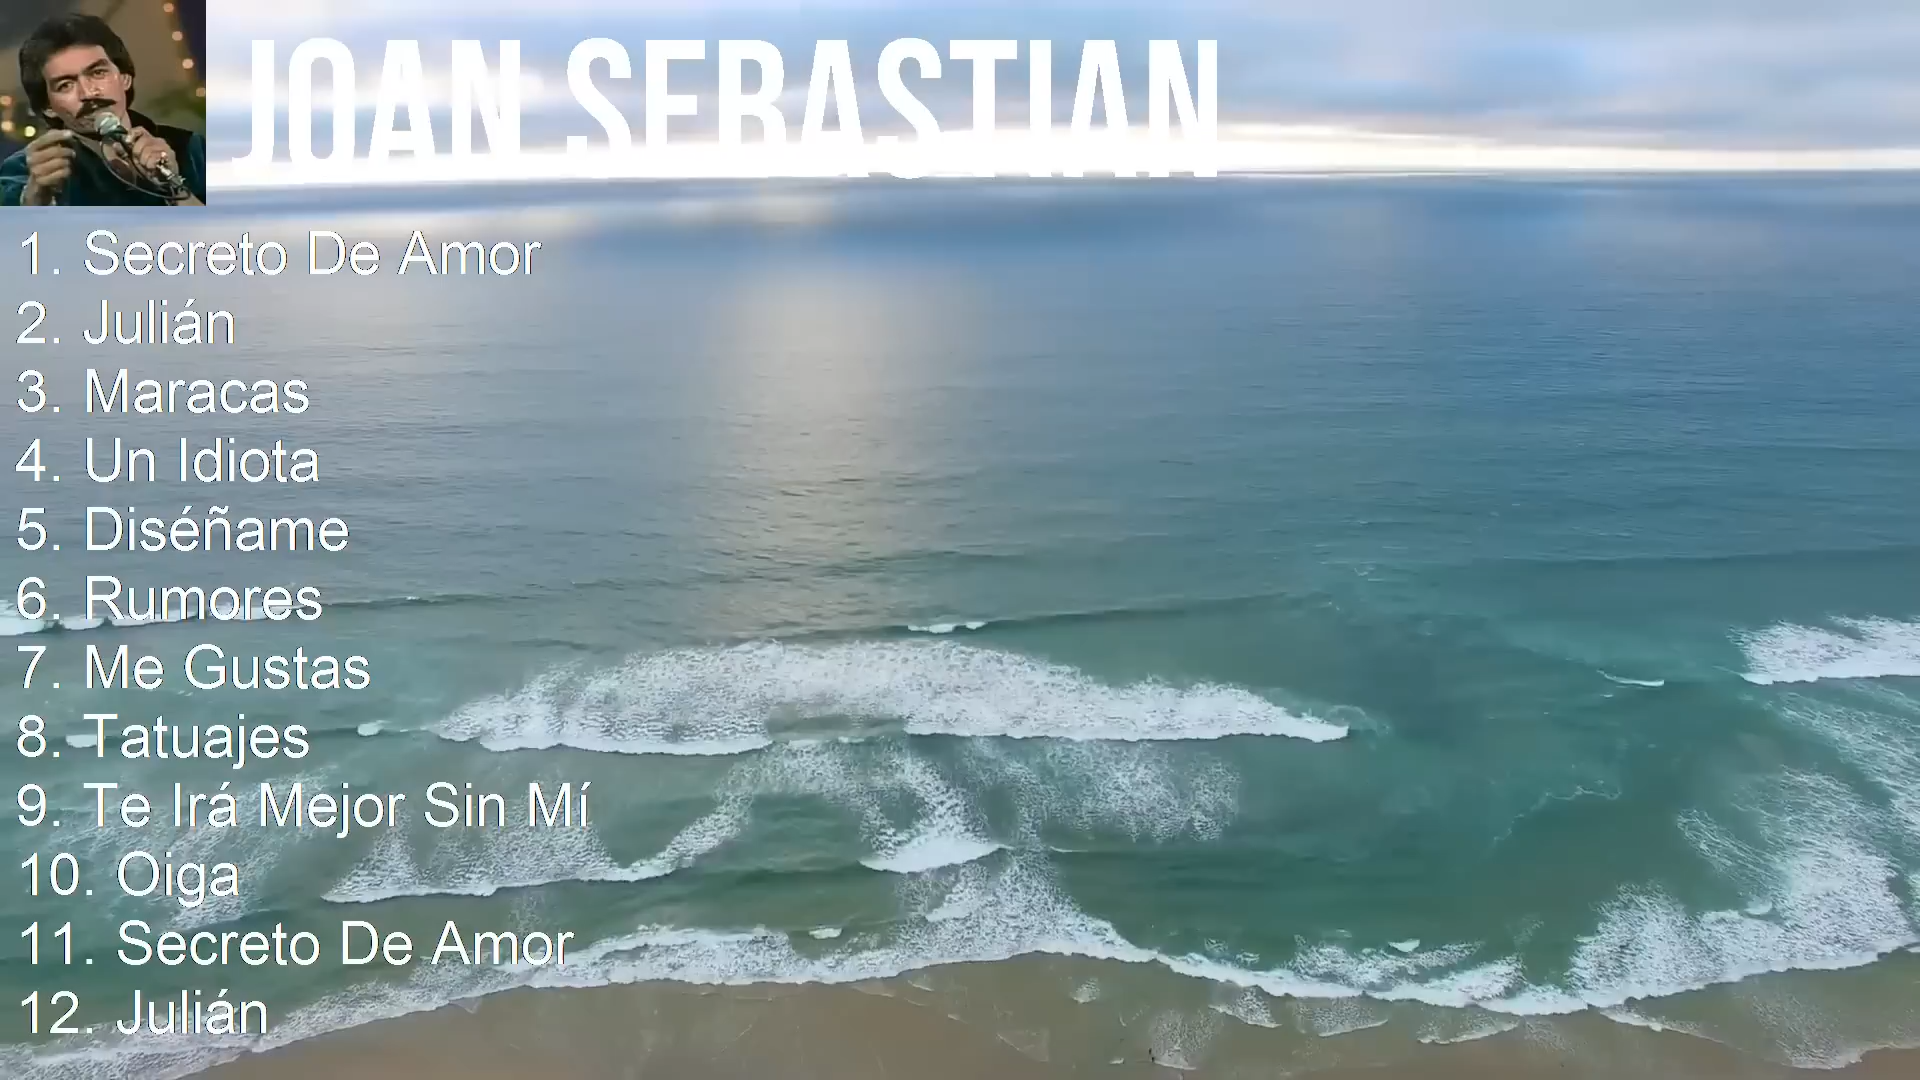 JOAN SEBASTIAN
1. Secreto De Amor
2. Julián
3. Maracas
4. Un Idiota
5. Diséñame
6. Rumores
7. Me Gustas
8. Tatuajes
9. Te Irá Mejor Sin Mí
10. Oiga
11. Secreto De Amor
12. Julián